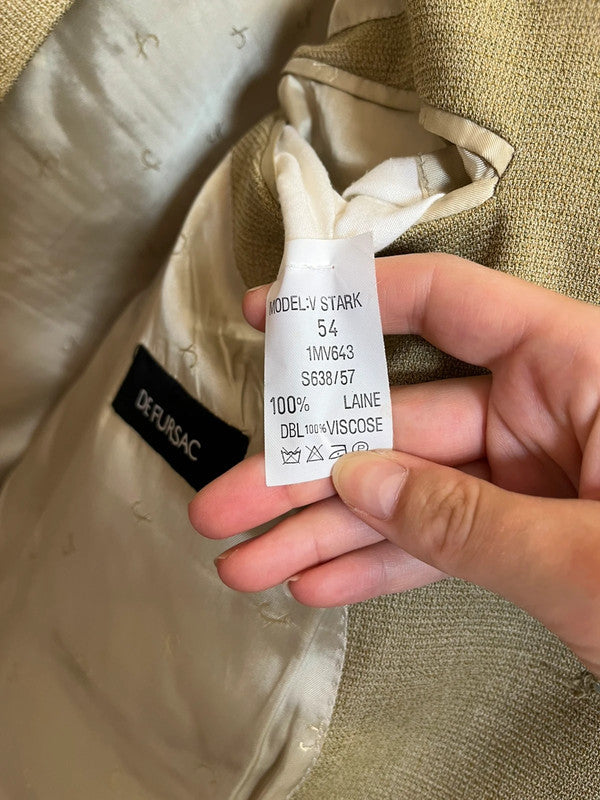 MODEL:V STARK
54
1MV643
S638/57
100% LAINE
DBL 100% VISCOSE
P
DE FURSAC